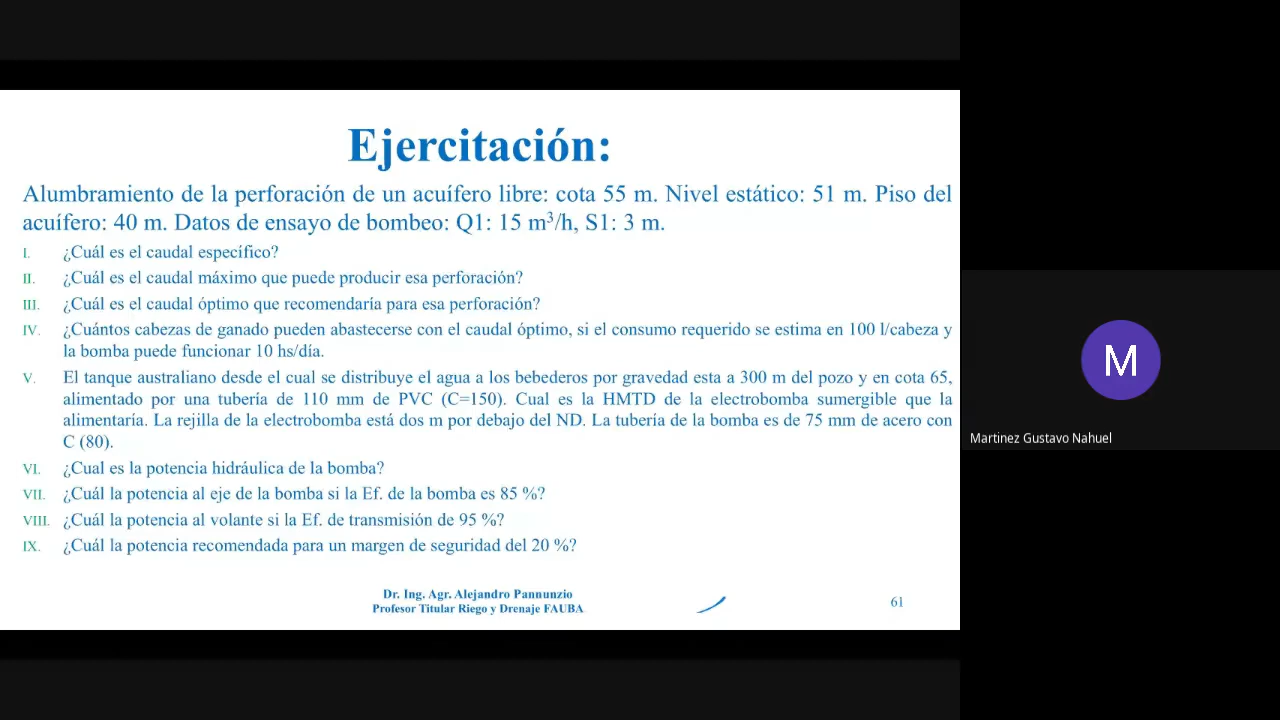 Ejercitación:
Alumbramiento de la perforación de un acuífero libre: cota 55 m. Nivel estático: 51 m. Piso del
acuífero: 40 m. Datos de ensayo de bombeo: Q1: 15 m³/h, S1: 3 m.
I. ¿Cuál es el caudal específico?
II. ¿Cuál es el caudal máximo que puede producir esa perforación?
III. ¿Cuál es el caudal óptimo que recomendaría para esa perforación?
IV. ¿Cuántos cabezas de ganado pueden abastecerse con el caudal óptimo, si el consumo requerido se estima en 100 l/cabeza y
la bomba puede funcionar 10 hs/día.
V. El tanque australiano desde el cual se distribuye el agua a los bebederos por gravedad esta a 300 m del pozo y en cota 65,
alimentado por una tubería de 110 mm de PVC (C=150). Cual es la HMTD de la electrobomba sumergible que la
alimentaría. La rejilla de la electrobomba está dos m por debajo del ND. La tubería de la bomba es de 75 mm de acero con
C (80).
VI. ¿Cual es la potencia hidráulica de la bomba?
VII. ¿Cuál la potencia al eje de la bomba si la Ef. de la bomba es 85 %?
VIII. ¿Cuál la potencia al volante si la Ef. de transmisión de 95 %?
IX. ¿Cuál la potencia recomendada para un margen de seguridad del 20 %?
Dr. Ing. Agr. Alejandro Pannunzio
Profesor Titular Riego y Drenaje FAUBA
61
M
Martinez Gustavo Nahuel